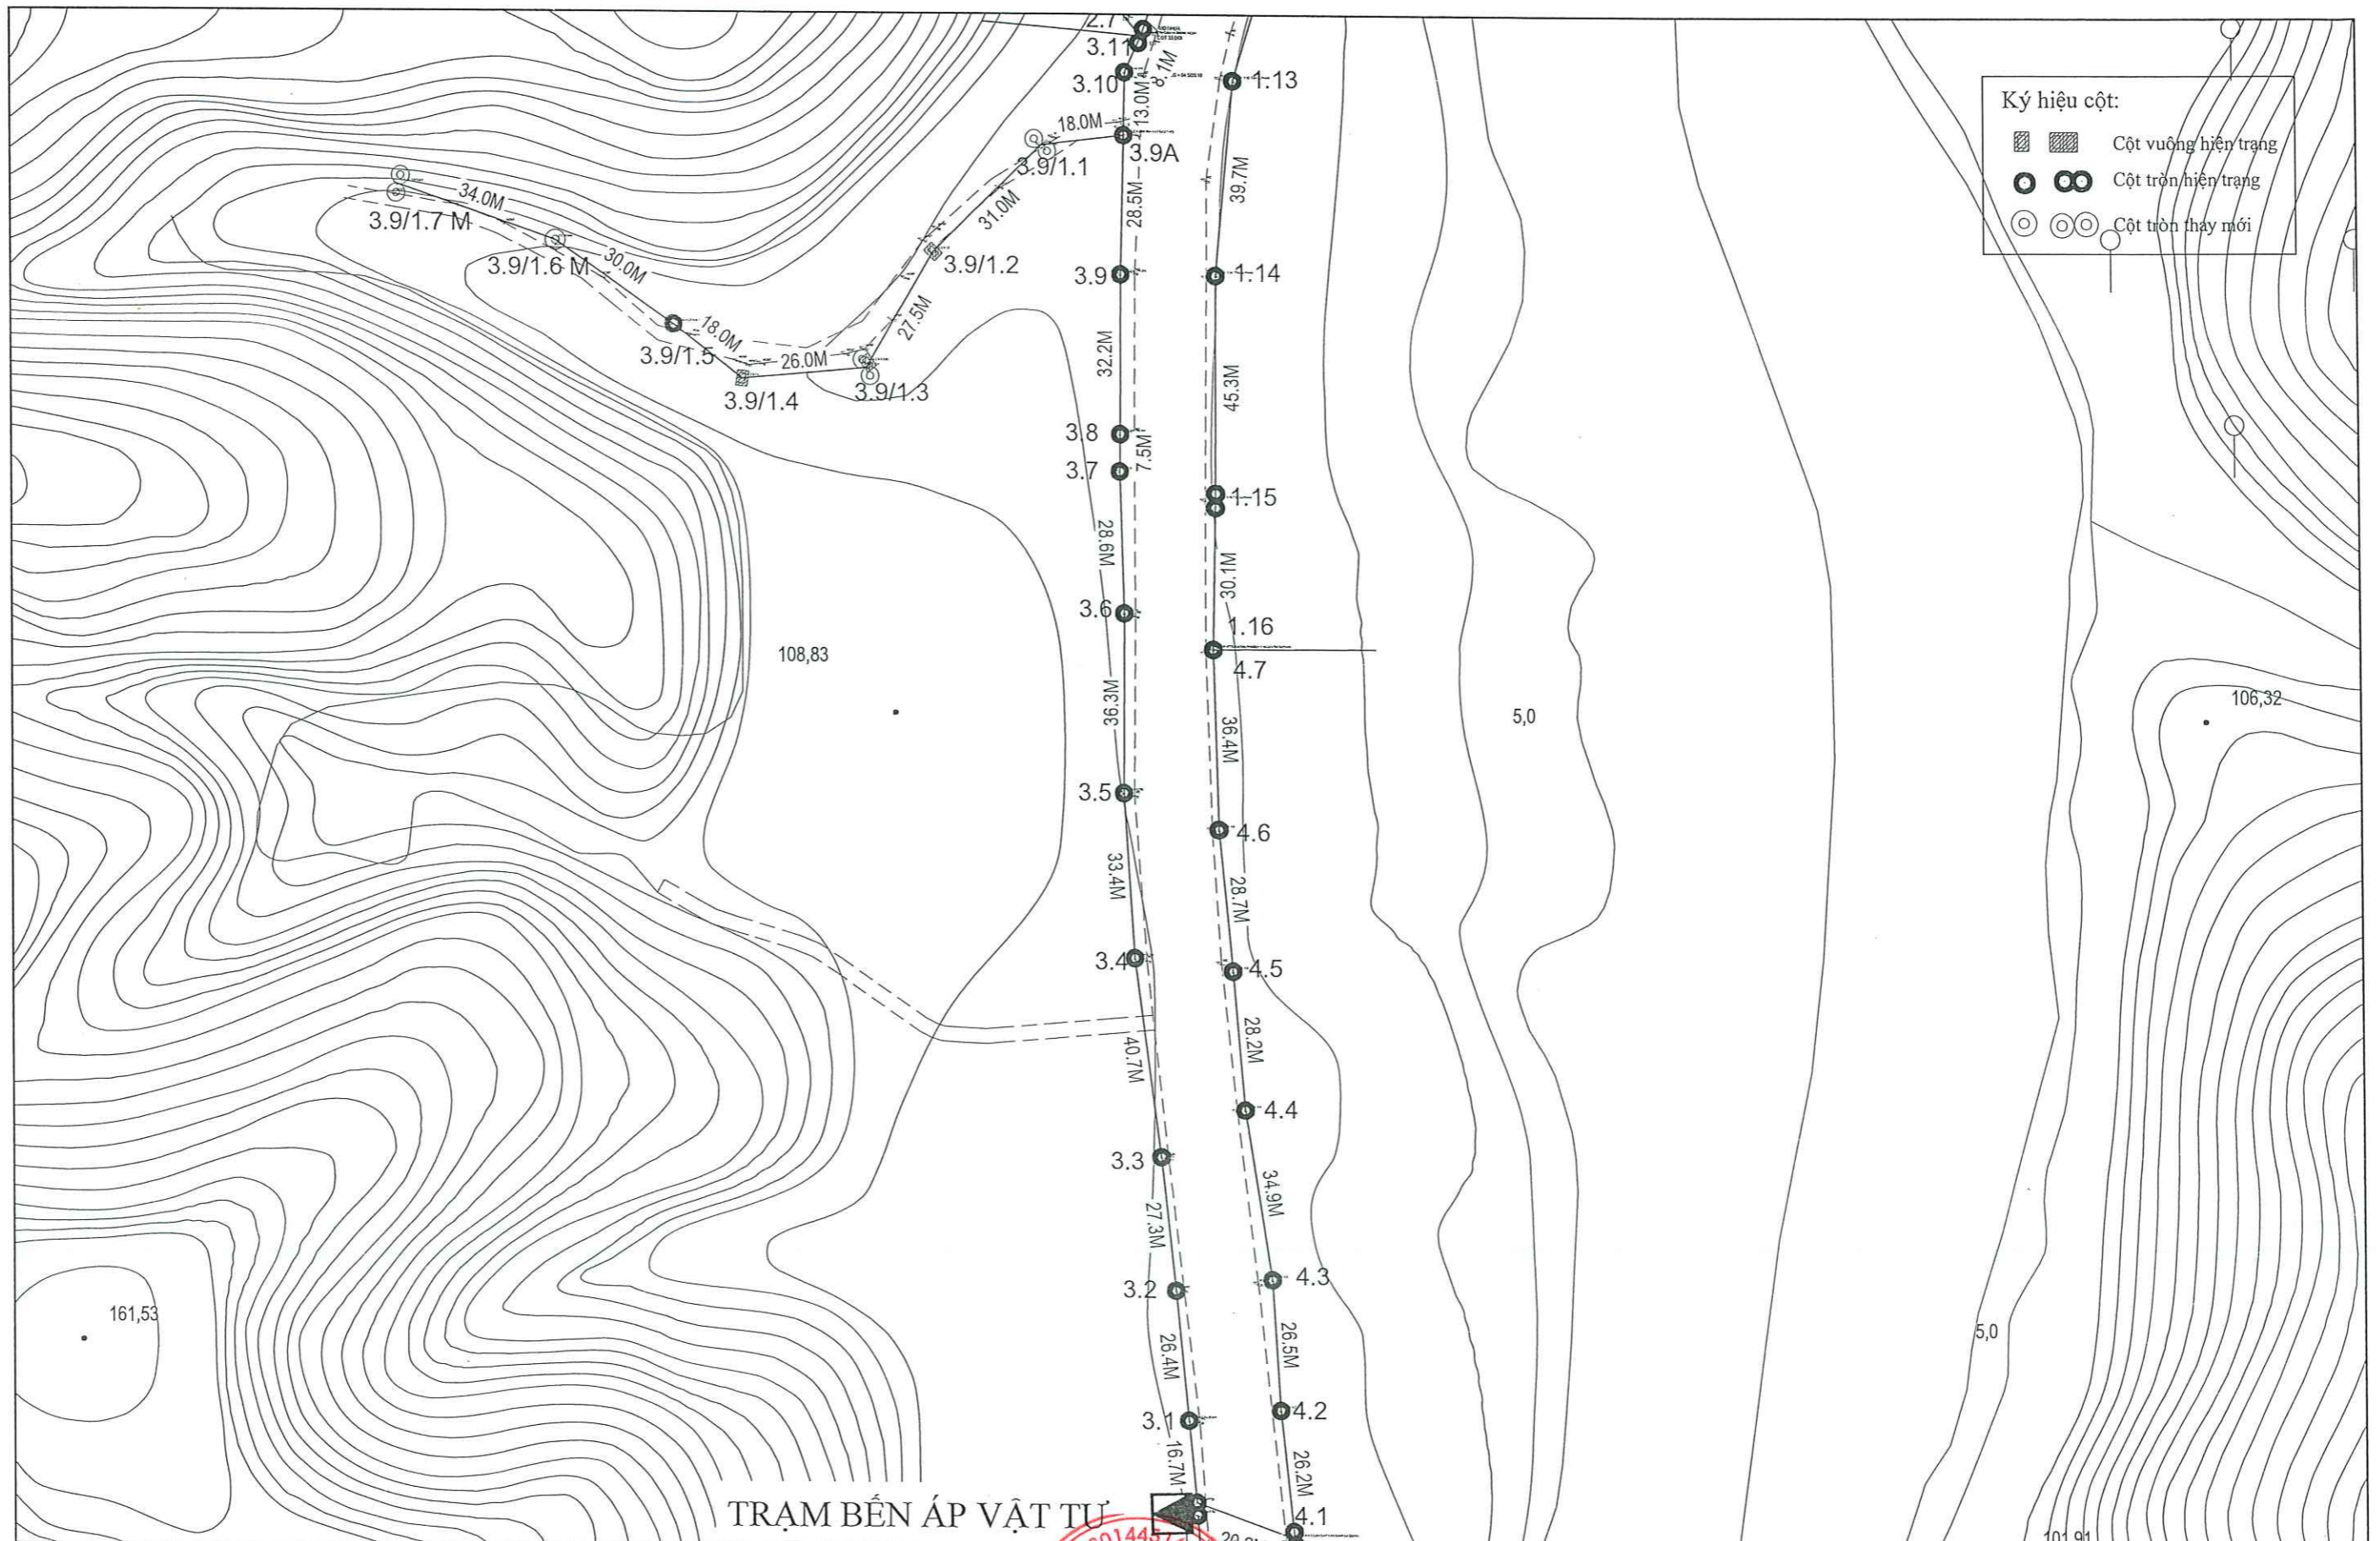 2.7
3.11
3.10
8.1M
13.0M
1.13
18.0M
3.9/1.1
3.9A
39.7M
Ký hiệu cột:
Cột vuông hiện trạng
Cột tròn hiện trạng
Cột tròn thay mới
34.0M
3.9/1.7 M
31.0M
28.5M
3.9/1.6 M
30.0M
3.9/1.2
3.9
1.14
27.5M
18.0M
3.9/1.5
26.0M
32.2M
45.3M
3.9/1.4
3.9/1.3
3.8
7.5M
3.7
1.15
28.6M
30.1M
3.6
1.16
108,83
4.7
36.3M
36.4M
5,0
106,32
3.5
4.6
33.4M
28.7M
3.4
4.5
40.7M
28.2M
4.4
3.3
34.9M
27.3M
3.2
4.3
161,53
26.4M
26.5M
5,0
3.1
4.2
16.7M
26.2M
TRẠM BẾN ÁP VẬT TƯ
4.1
101,91